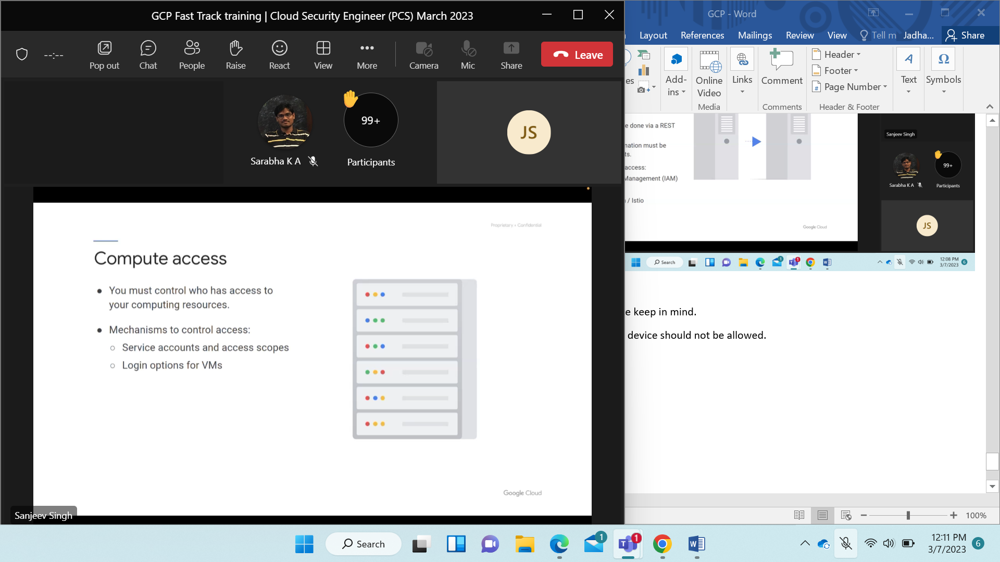 GCP Fast Track training | Cloud Security Engineer (PCS) March 2023
--:--
Pop out
Chat
People
Raise
React
View
More
Camera
Mic
Share
Leave
Sarabha K A
99+
Participants
JS
Proprietary + Confidential
Compute access
● You must control who has access to
your computing resources.
● Mechanisms to control access:
○ Service accounts and access scopes
○ Login options for VMs
Google Cloud
Sanjeev Singh
GCP - Word
Layout References Mailings Review View Tell m Jadha... Share
es
Add-
ins
Online
Video
Media
Links
Comment
Comments
Header
Footer
Page Number
Header & Footer
A
Text
Ω
Symbols
e done via a REST
nation must be
ts.
access:
Management (IAM)
/ Istio
Google Cloud
Sanjeev Singh
99+
Sarabha K A
Participants
JS
Search
1
1
12:08 PM
3/7/2023
6
e keep in mind.
device should not be allowed.
100%
Search
1
1
12:11 PM
3/7/2023
6